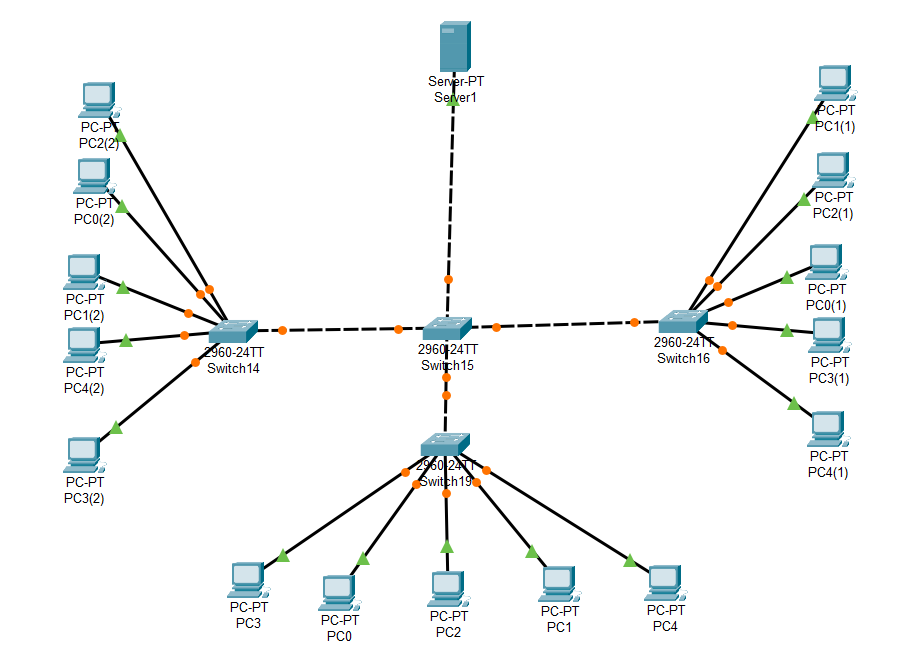 Server-PT
Server1
PC-PT
PC2(2)
PC-PT
PC0(2)
PC-PT
PC1(2)
PC-PT
PC4(2)
PC-PT
PC3(2)
2960-24TT
Switch14
2960-24TT
Switch15
2960-24TT
Switch16
PC-PT
PC1(1)
PC-PT
PC2(1)
PC-PT
PC0(1)
PC-PT
PC3(1)
PC-PT
PC4(1)
2960-24TT
Switch19
PC-PT
PC3
PC-PT
PC0
PC-PT
PC2
PC-PT
PC1
PC-PT
PC4